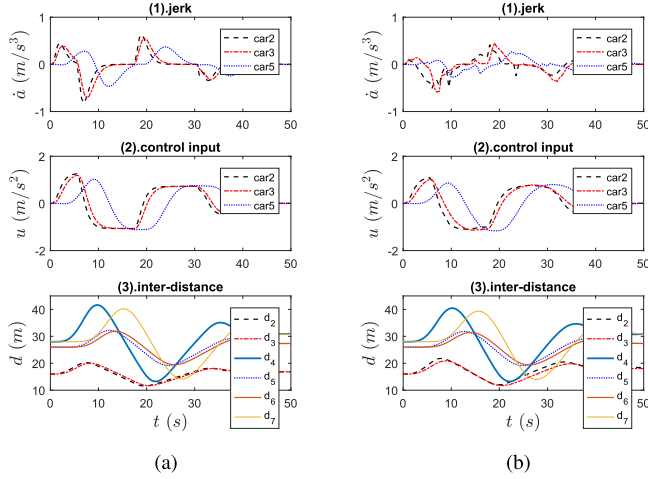 (1).jerk
1
0
-1
ȧ (m/s³)
car2
car3
car5
0 10 20 30 40 50
(2).control input
2
0
-2
u (m/s²)
car2
car3
car5
0 10 20 30 40 50
(3).inter-distance
40
30
20
10
d (m)
d2
d3
d4
d5
d6
d7
0 10 20 30 40 50
t (s)
(a)
(1).jerk
1
0
-1
ȧ (m/s³)
car2
car3
car5
0 10 20 30 40 50
(2).control input
2
0
-2
u (m/s²)
car2
car3
car5
0 10 20 30 40 50
(3).inter-distance
40
30
20
10
d (m)
d2
d3
d4
d5
d6
d7
0 10 20 30 40 50
t (s)
(b)